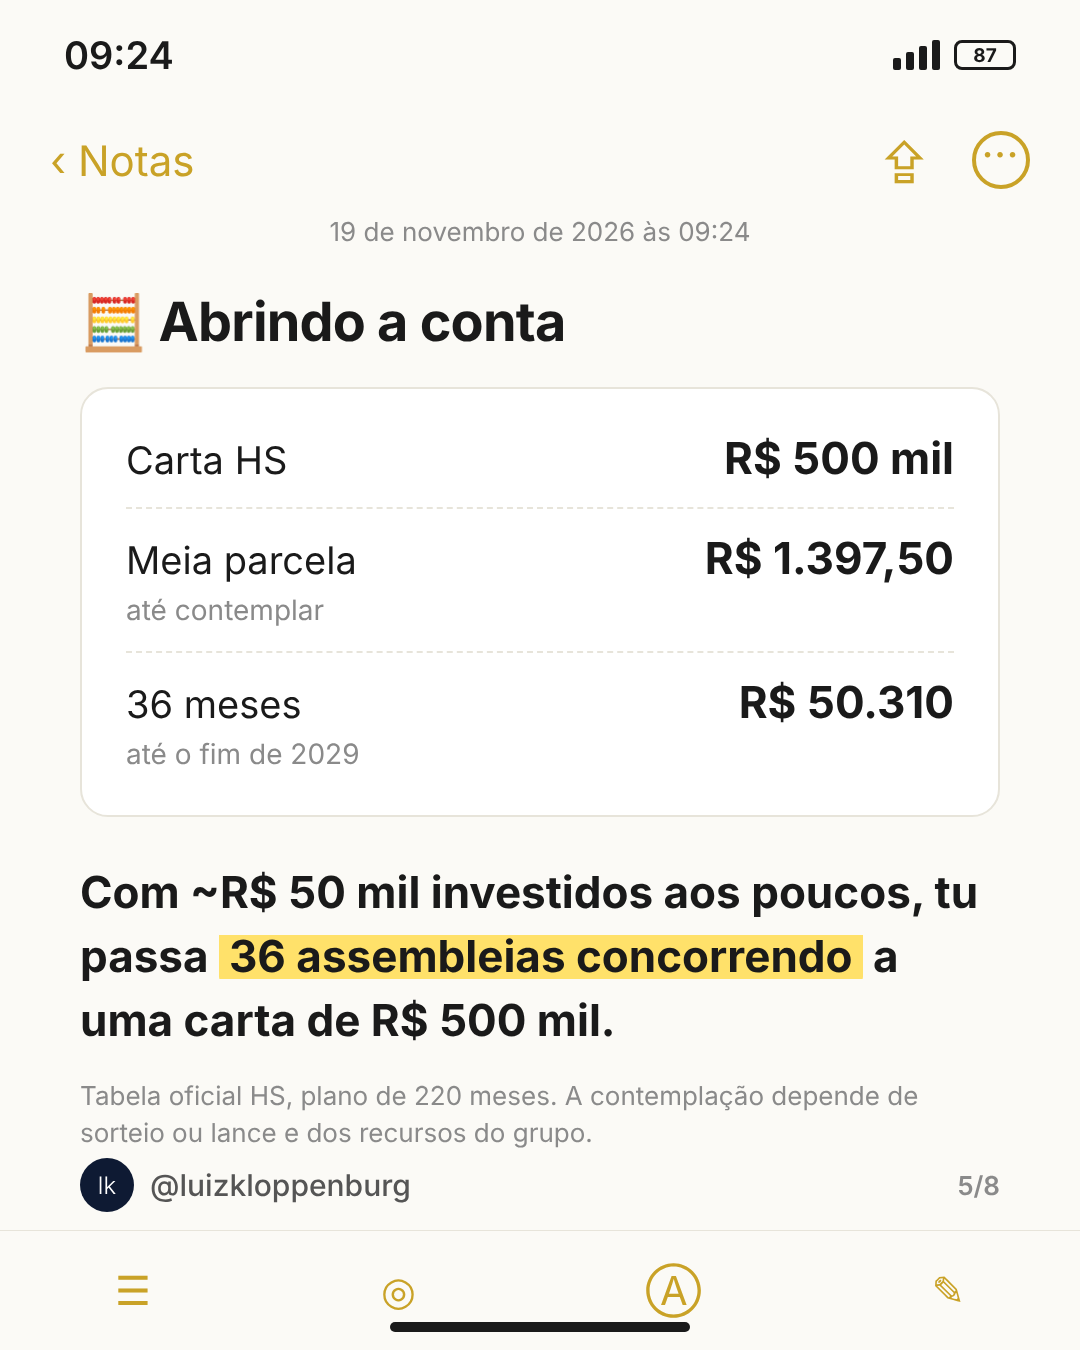 09:24
87
‹ Notas
19 de novembro de 2026 às 09:24
🧮 Abrindo a conta
Carta HS R$ 500 mil
Meia parcela R$ 1.397,50
até contemplar
36 meses R$ 50.310
até o fim de 2029
Com ~R$ 50 mil investidos aos poucos, tu
passa 36 assembleias concorrendo a
uma carta de R$ 500 mil.
Tabela oficial HS, plano de 220 meses. A contemplação depende de
sorteio ou lance e dos recursos do grupo.
lk @luizkloppenburg 5/8
A